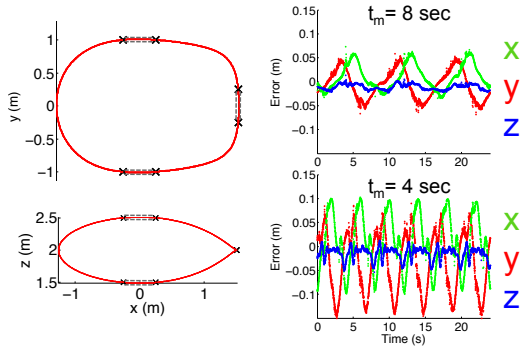 1
0.5
0
−0.5
−1
y (m)
2.5
2
1.5
z (m)
−1
0
1
x (m)
t_m= 8 sec
0.15
0.1
0.05
0
−0.05
−0.1
Error (m)
0
5
10
15
20
x
y
z
t_m= 4 sec
0.15
0.1
0.05
0
−0.05
−0.1
Error (m)
0
5
10
15
20
Time (s)
x
y
z